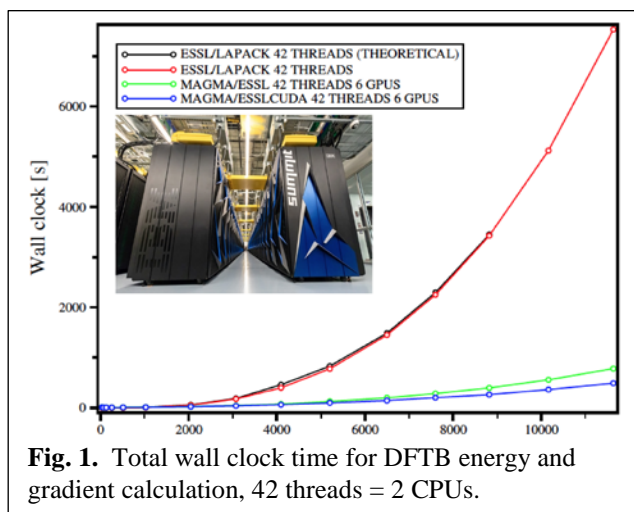 ESSL/LAPACK 42 THREADS (THEORETICAL)
ESSL/LAPACK 42 THREADS
MAGMA/ESSL 42 THREADS 6 GPUS
MAGMA/ESSLCUDA 42 THREADS 6 GPUS
SUMMIT
Wall clock [s]
6000
4000
2000
0
0 2000 4000 6000 8000 10000
Fig. 1. Total wall clock time for DFTB energy and
gradient calculation, 42 threads = 2 CPUs.